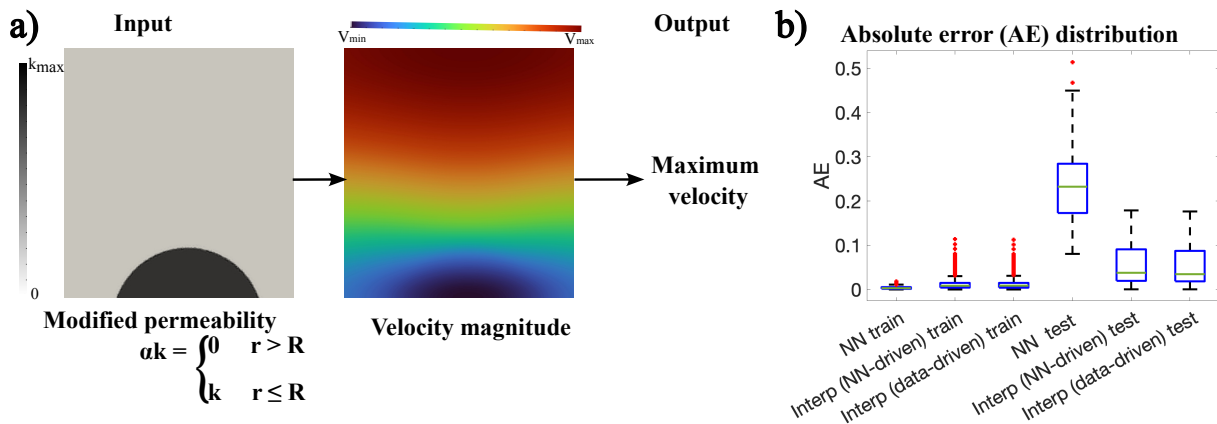 a)
Input
Output
V_min
V_max
k_max
0
Maximum
velocity
Modified permeability
Velocity magnitude
αk = { 0 r > R
k r ≤ R
b)
Absolute error (AE) distribution
AE
0.5
0.4
0.3
0.2
0.1
0
NN train
Interp (NN-driven) train
Interp (data-driven) train
NN test
Interp (NN-driven) test
Interp (data-driven) test